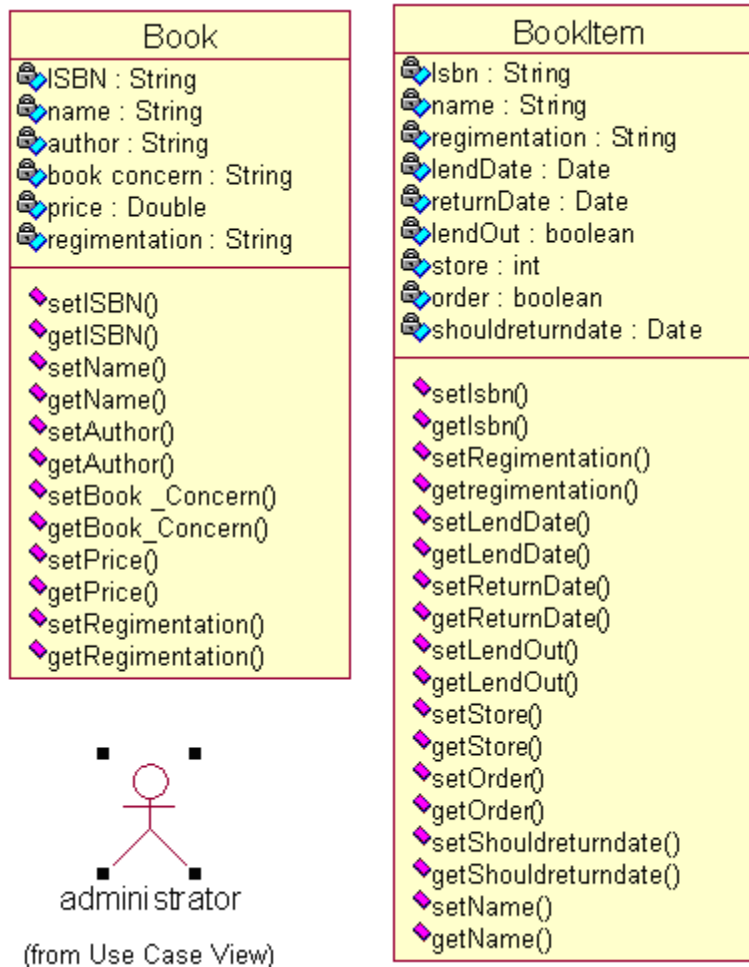 Book
ISBN : String
name : String
author : String
book concern : String
price : Double
regimentation : String
setISBN()
getISBN()
setName()
getName()
setAuthor()
getAuthor()
setBook _Concern()
getBook_Concern()
setPrice()
getPrice()
setRegimentation()
getRegimentation()
administrator
(from Use Case View)
BookItem
Isbn : String
name : String
regimentation : String
lendDate : Date
returnDate : Date
lendOut : boolean
store : int
order : boolean
shouldreturndate : Date
setIsbn()
getIsbn()
setRegimentation()
getregimentation()
setLendDate()
getLendDate()
setReturnDate()
getReturnDate()
setLendOut()
getLendOut()
setStore()
getStore()
setOrder()
getOrder()
setShouldreturndate()
getShouldreturndate()
setName()
getName()